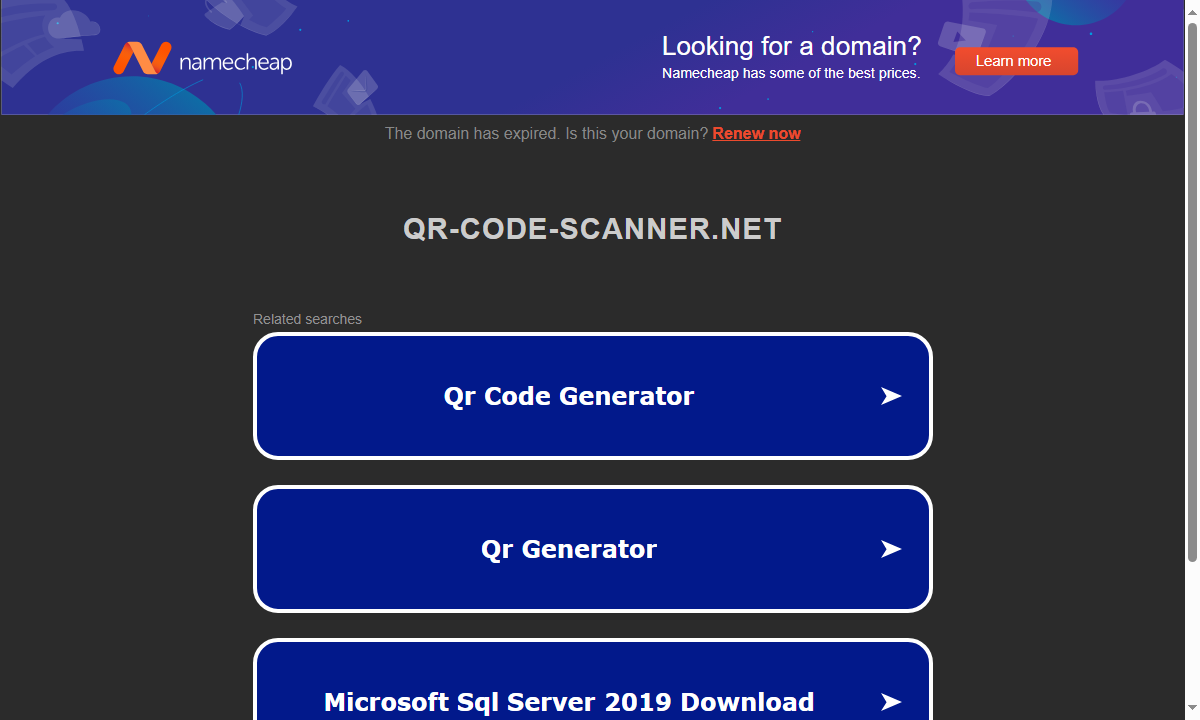 namecheap
Looking for a domain?
Namecheap has some of the best prices.
Learn more
The domain has expired. Is this your domain? Renew now
QR-CODE-SCANNER.NET
Related searches
Qr Code Generator
Qr Generator
Microsoft Sql Server 2019 Download